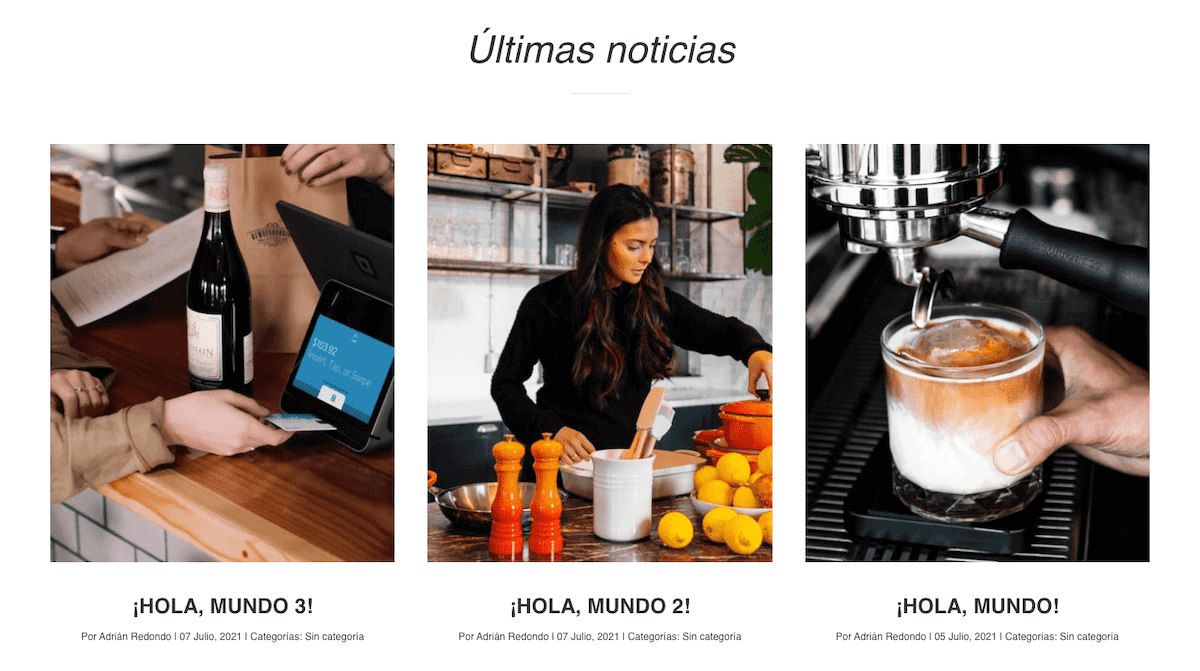 Últimas noticias
$103.92
Insert, Tap, or Swipe
¡HOLA, MUNDO 3!
Por Adrián Redondo | 07 Julio, 2021 | Categorías: Sin categoría
¡HOLA, MUNDO 2!
Por Adrián Redondo | 07 Julio, 2021 | Categorías: Sin categoría
¡HOLA, MUNDO!
Por Adrián Redondo | 05 Julio, 2021 | Categorías: Sin categoría